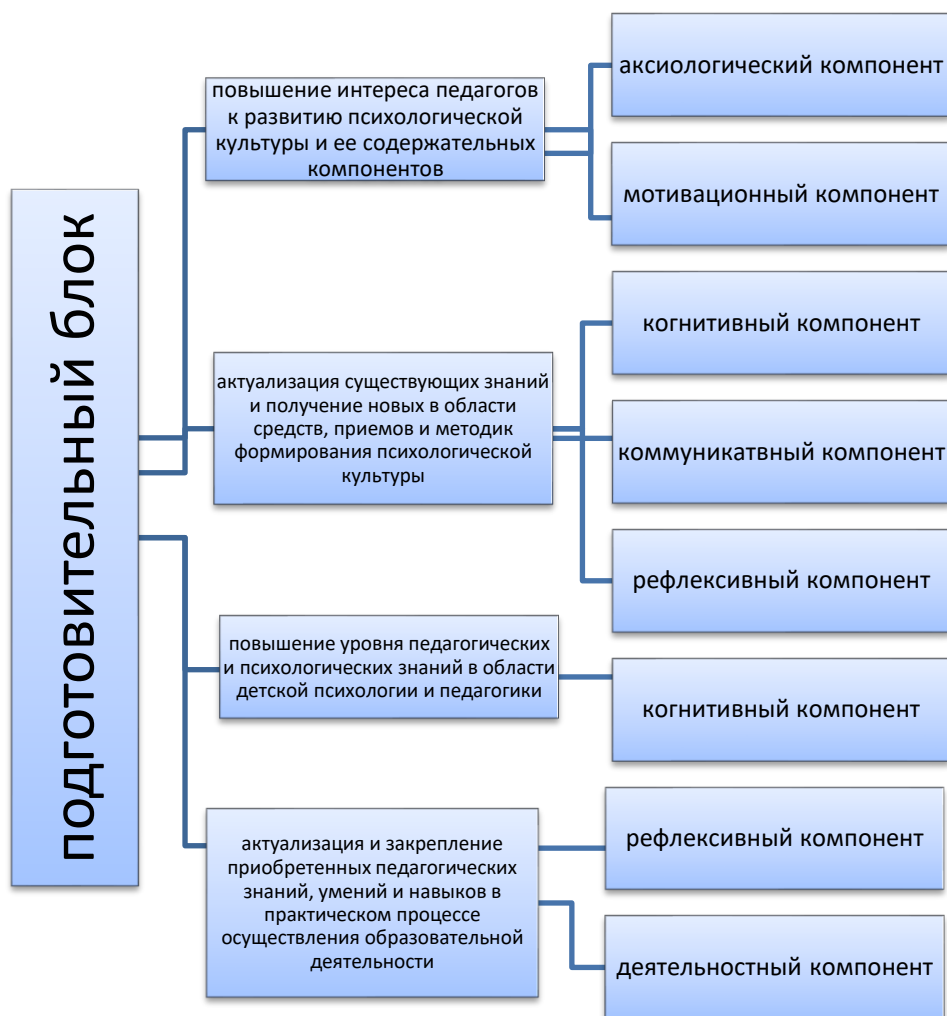 подготовительный блок
повышение интереса педагогов
к развитию психологической
культуры и ее содержательных
компонентов
аксиологический компонент
мотивационный компонент
актуализация существующих знаний
и получение новых в области
средств, приемов и методик
формирования психологической
культуры
когнитивный компонент
коммуникатвный компонент
рефлексивный компонент
повышение уровня педагогических
и психологических знаний в области
детской психологии и педагогики
когнитивный компонент
актуализация и закрепление
приобретенных педагогических
знаний, умений и навыков в
практическом процессе
осуществления образовательной
деятельности
рефлексивный компонент
деятельностный компонент